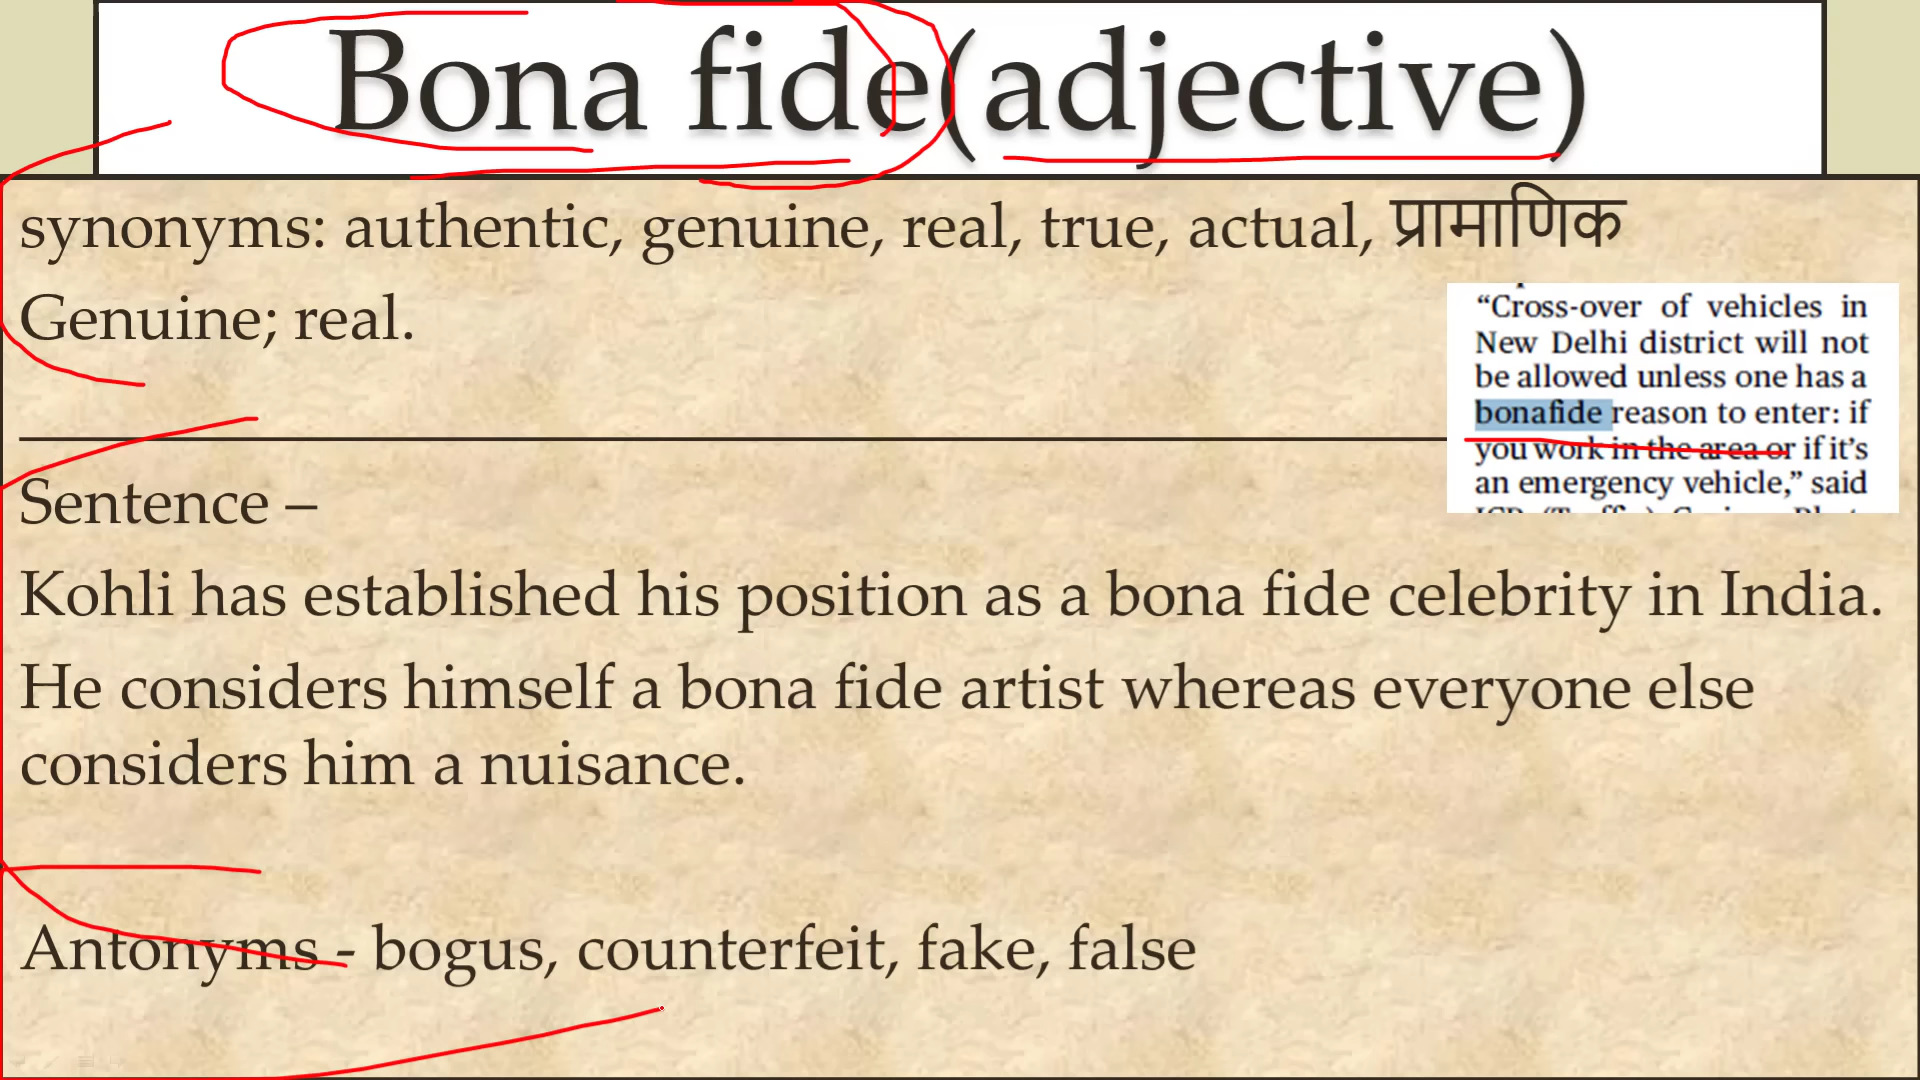 Bona fide(adjective)
synonyms: authentic, genuine, real, true, actual, प्रामाणिक
Genuine; real.
“Cross-over of vehicles in
New Delhi district will not
be allowed unless one has a
bonafide reason to enter: if
you work in the area or if it’s
an emergency vehicle,” said
Sentence –
Kohli has established his position as a bona fide celebrity in India.
He considers himself a bona fide artist whereas everyone else
considers him a nuisance.
Antonyms - bogus, counterfeit, fake, false